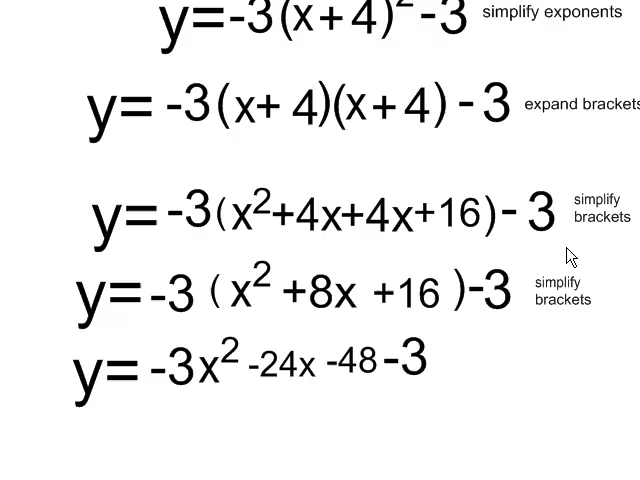 y=-3(x+4)²-3 simplify exponents
y= -3(x+ 4)(x+4) -3 expand brackets
y=-3(x²+4x+4x+16)-3 simplify brackets
y=-3 (x² +8x +16 )-3 simplify brackets
y=-3x² -24x -48-3